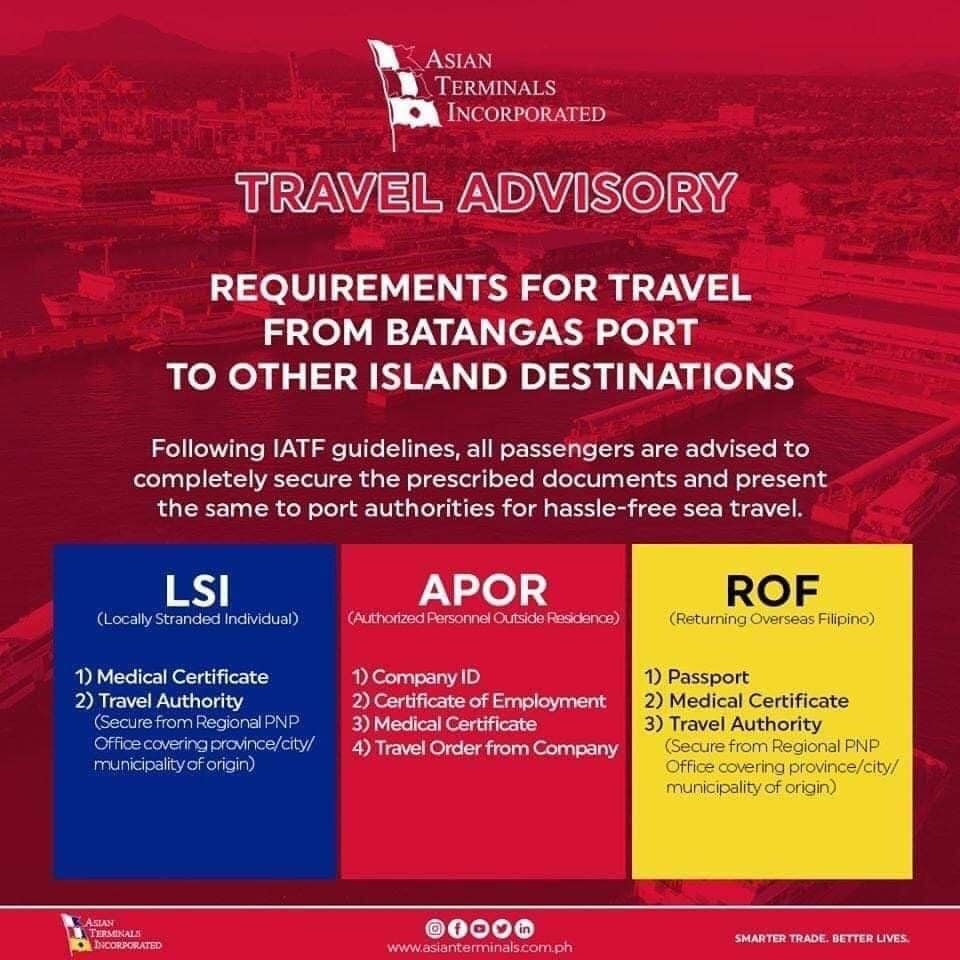 ASIAN
TERMINALS
INCORPORATED
TRAVEL ADVISORY
REQUIREMENTS FOR TRAVEL
FROM BATANGAS PORT
TO OTHER ISLAND DESTINATIONS
Following IATF guidelines, all passengers are advised to
completely secure the prescribed documents and present
the same to port authorities for hassle-free sea travel.
LSI
(Locally Stranded Individual)
1) Medical Certificate
2) Travel Authority
(Secure from Regional PNP
Office covering province/city/
municipality of origin)
APOR
(Authorized Personnel Outside Residence)
1) Company ID
2) Certificate of Employment
3) Medical Certificate
4) Travel Order from Company
ROF
(Returning Overseas Filipino)
1) Passport
2) Medical Certificate
3) Travel Authority
(Secure from Regional PNP
Office covering province/city/
municipality of origin)
ASIAN
TERMINALS
INCORPORATED
www.asianterminals.com.ph
SMARTER TRADE. BETTER LIVES.